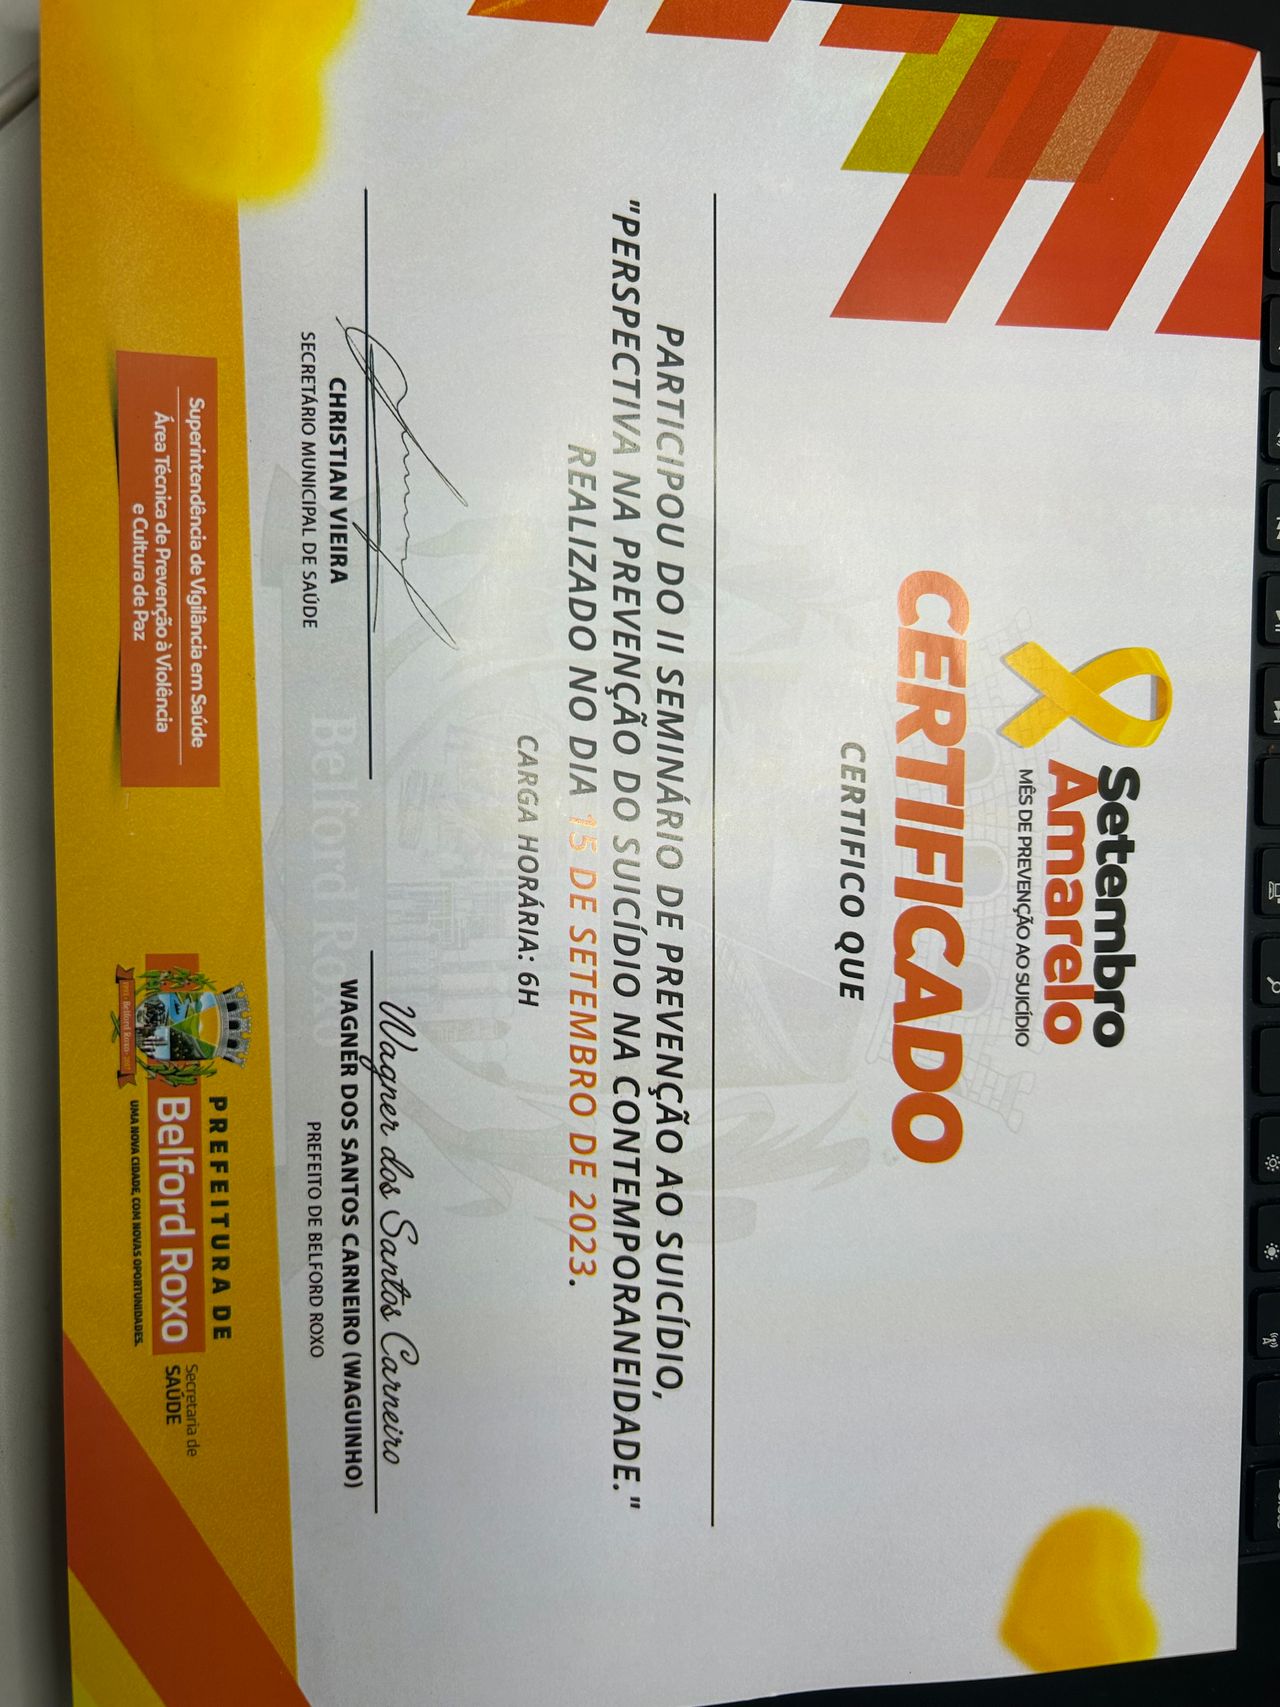 Setembro
Amarelo
MÊS DE PREVENÇÃO AO SUICÍDIO
CERTIFICADO
CERTIFICO QUE
PARTICIPOU DO II SEMINÁRIO DE PREVENÇÃO AO SUICÍDIO,
"PERSPECTIVA NA PREVENÇÃO DO SUICÍDIO NA CONTEMPORANEIDADE."
REALIZADO NO DIA 15 DE SETEMBRO DE 2023.
CARGA HORÁRIA: 6H
CHRISTIAN VIEIRA
SECRETÁRIO MUNICIPAL DE SAÚDE
Wagner dos Santos Carneiro
WAGNER DOS SANTOS CARNEIRO (WAGUINHO)
PREFEITO DE BELFORD ROXO
Belford Roxo
Superintendência de Vigilância em Saúde
Área Técnica de Prevenção à Violência
e Cultura de Paz
PREFEITURA DE
Belford Roxo
UMA NOVA CIDADE, COM NOVAS OPORTUNIDADES.
Secretaria de
SAÚDE